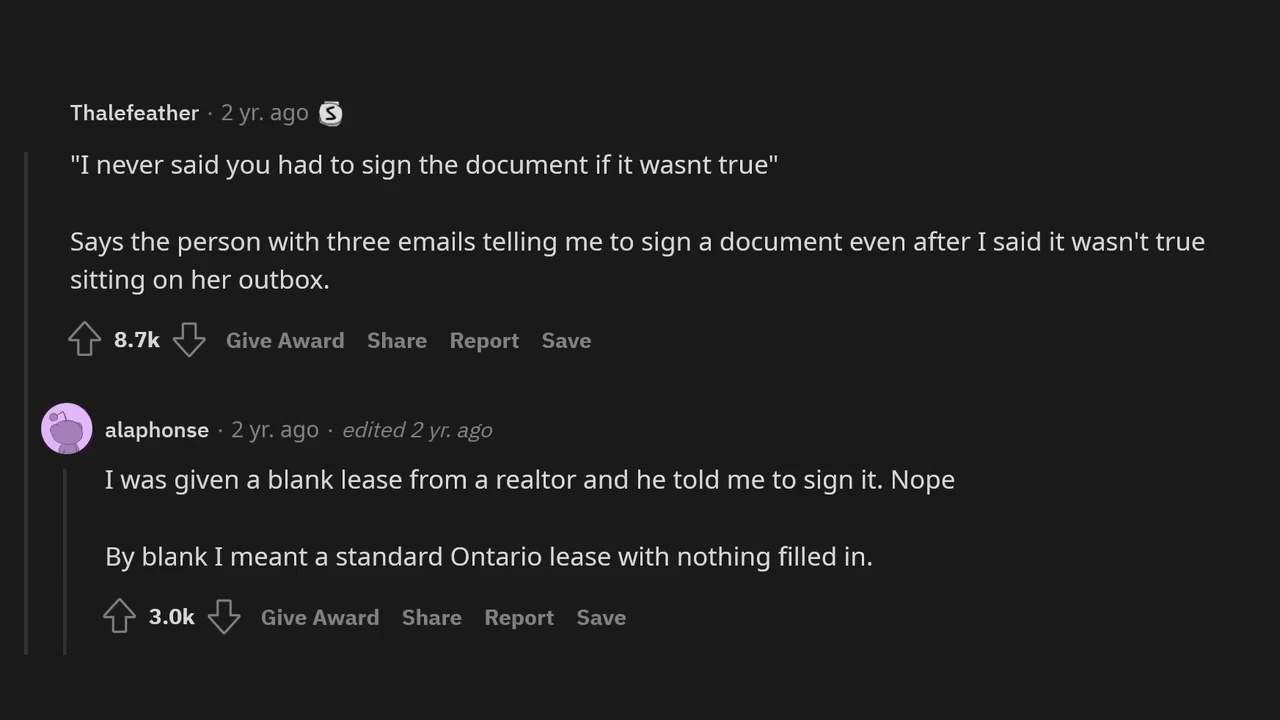 Thalefeather · 2 yr. ago S
"I never said you had to sign the document if it wasnt true"
Says the person with three emails telling me to sign a document even after I said it wasn't true
sitting on her outbox.
8.7k Give Award Share Report Save
alaphonse · 2 yr. ago · edited 2 yr. ago
I was given a blank lease from a realtor and he told me to sign it. Nope
By blank I meant a standard Ontario lease with nothing filled in.
3.0k Give Award Share Report Save